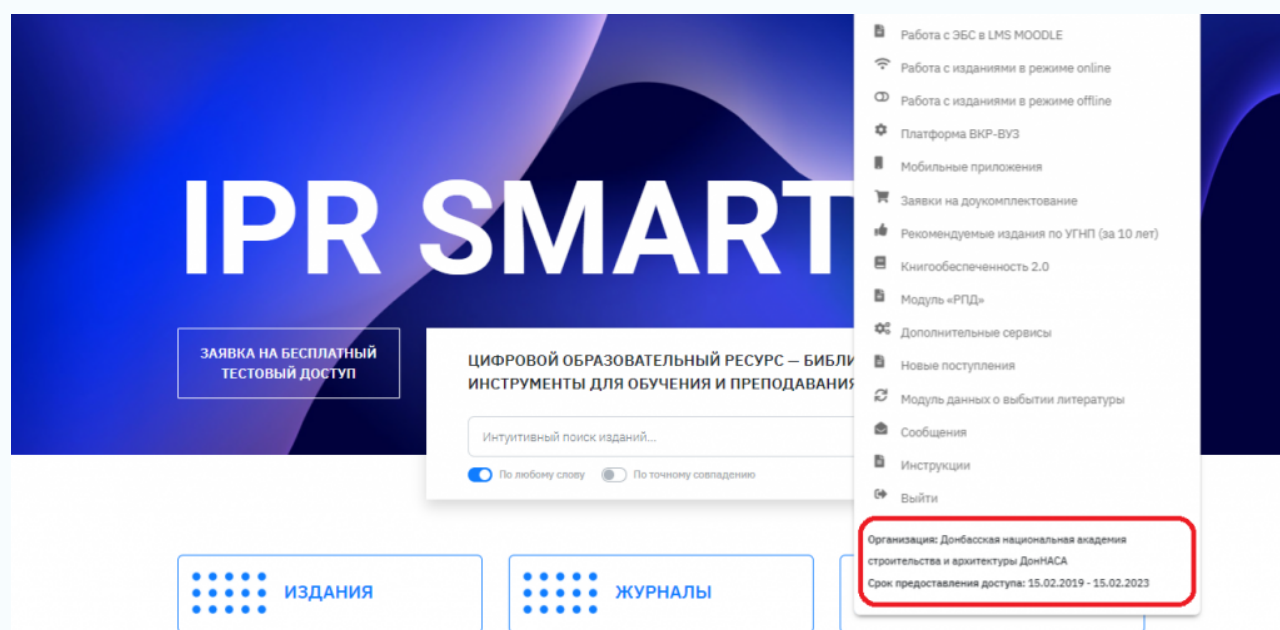 IPR SMART
ЗАЯВКА НА БЕСПЛАТНЫЙ
ТЕСТОВЫЙ ДОСТУП
ЦИФРОВОЙ ОБРАЗОВАТЕЛЬНЫЙ РЕСУРС — БИБЛИ
ИНСТРУМЕНТЫ ДЛЯ ОБУЧЕНИЯ И ПРЕПОДАВАНИЯ
Интуитивный поиск изданий...
По любому слову По точному совпадению
ИЗДАНИЯ
ЖУРНАЛЫ
Работа с ЭБС в LMS MOODLE
Работа с изданиями в режиме online
Работа с изданиями в режиме offline
Платформа ВКР-ВУЗ
Мобильные приложения
Заявки на доукомплектование
Рекомендуемые издания по УГНП (за 10 лет)
Книгообеспеченность 2.0
Модуль «РПД»
Дополнительные сервисы
Новые поступления
Модуль данных о выбытии литературы
Сообщения
Инструкции
Выйти
Организация: Донбасская национальная академия
строительства и архитектуры ДонНАСА
Срок предоставления доступа: 15.02.2019 - 15.02.2023